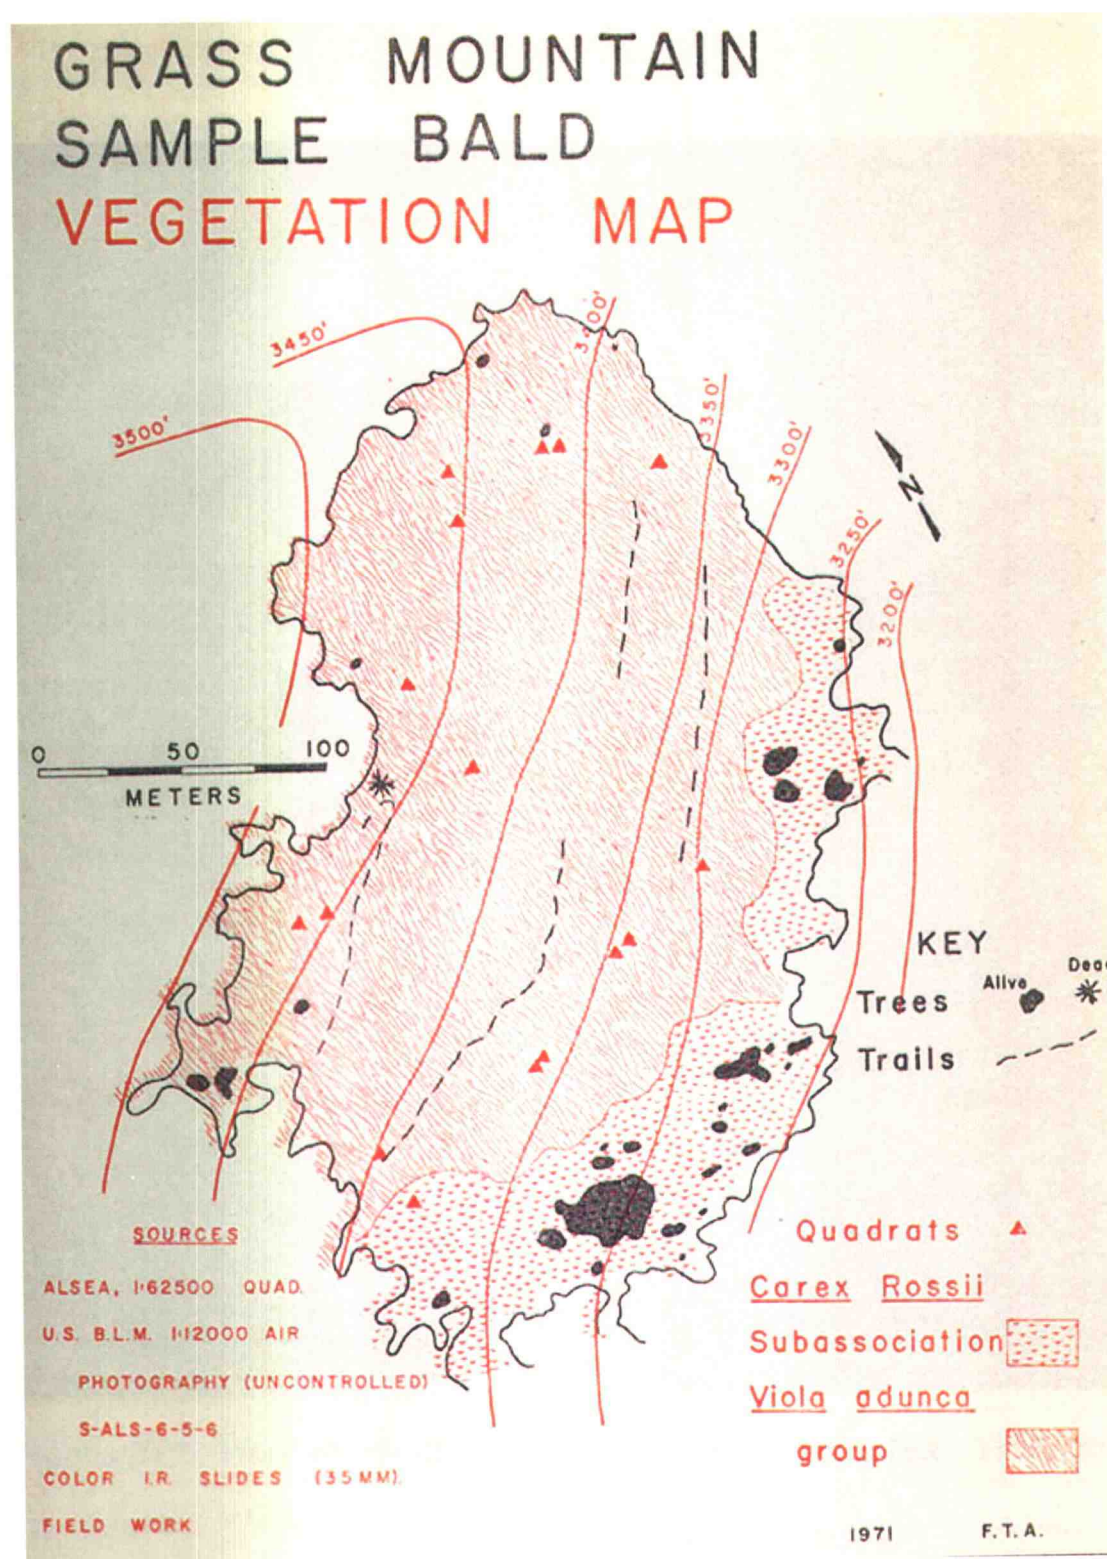 GRASS MOUNTAIN
SAMPLE BALD
VEGETATION MAP
3450'
3400'
3500'
3350'
3300'
N
3250'
3200'
0 50 100
METERS
KEY
Trees Alive Dead
Trails
SOURCES
ALSEA, 1:62500 QUAD.
U.S. B.L.M. 1:12000 AIR
PHOTOGRAPHY (UNCONTROLLED)
S-ALS-6-5-6
COLOR I.R. SLIDES (35MM).
FIELD WORK
Quadrats
Carex Rossii
Subassociation
Viola adunca
group
1971 F.T.A.